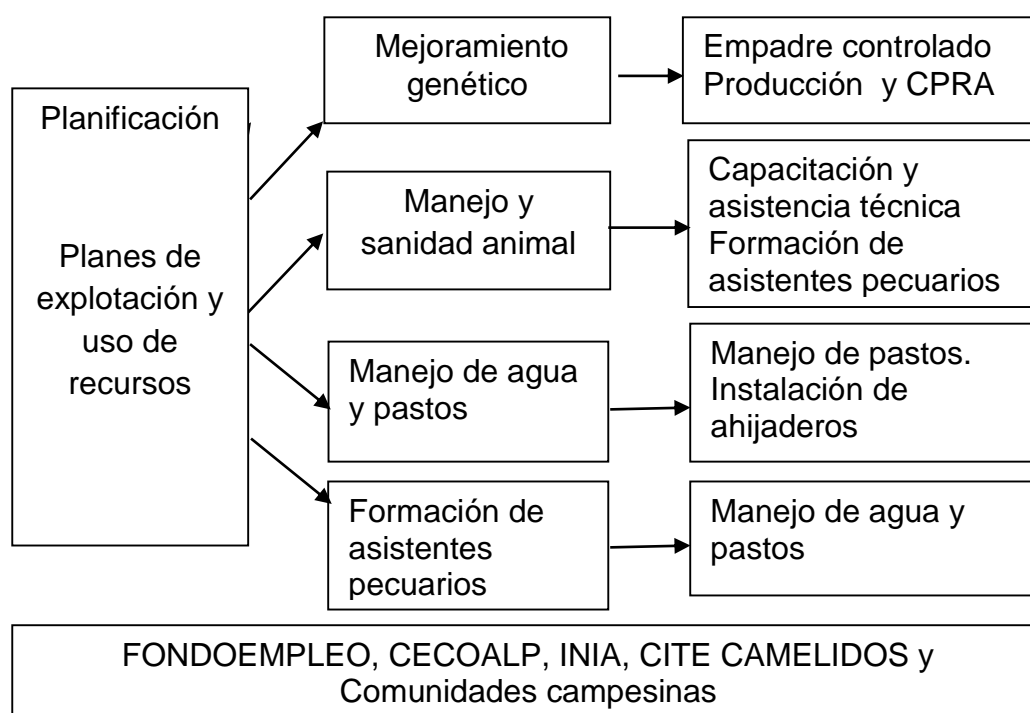 Planificación
Planes de
explotación y
uso de
recursos
Mejoramiento
genético
Empadre controlado
Producción  y CPRA
Manejo y
sanidad animal
Capacitación y
asistencia técnica
Formación de
asistentes pecuarios
Manejo de agua
y pastos
Manejo de pastos.
Instalación de
ahijaderos
Formación de
asistentes
pecuarios
Manejo de agua y
pastos
FONDOEMPLEO, CECOALP, INIA, CITE CAMELIDOS y
Comunidades campesinas